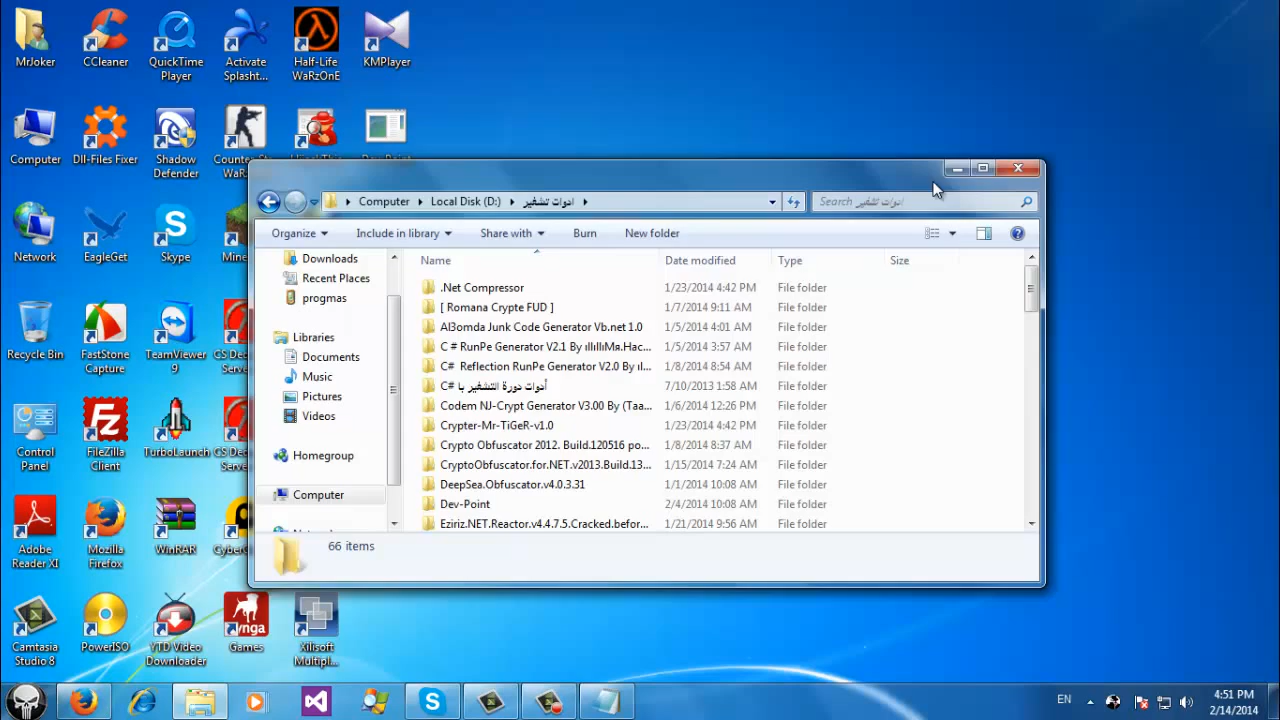 MrJoker
CCleaner
QuickTime Player
Activate Splasht...
Half-Life WaRzOnE
KMPlayer
Computer
Dll-Files Fixer
Shadow Defender
Network
EagleGet
Skype
Recycle Bin
FastStone Capture
TeamViewer 9
Control Panel
FileZilla Client
TurboLaunch
Adobe Reader XI
Mozilla Firefox
WinRAR
Camtasia Studio 8
PowerISO
YTD Video Downloader
Games
Xilisoft Multipl...
Computer
Local Disk (D:)
ادوات تشفير
Search ادوات تشفير
Organize
Include in library
Share with
Burn
New folder
Downloads
Recent Places
progmas
Libraries
Documents
Music
Pictures
Videos
Homegroup
Computer
Name Date modified Type Size
.Net Compressor 1/23/2014 4:42 PM File folder
[ Romana Crypte FUD ] 1/7/2014 9:11 AM File folder
Al3omda Junk Code Generator Vb.net 1.0 1/5/2014 4:01 AM File folder
C # RunPe Generator V2.1 By ıllıllıMя.Hac... 1/5/2014 3:57 AM File folder
C#  Reflection RunPe Generator V2.0 By ıl... 1/8/2014 8:54 AM File folder
أدوات دورة التشفير با C# 7/10/2013 1:58 AM File folder
Codem NJ-Crypt Generator V3.00 By (Taa... 1/6/2014 12:26 PM File folder
Crypter-Mr-TiGeR-v1.0 1/23/2014 4:42 PM File folder
Crypto Obfuscator 2012. Build.120516 po... 1/8/2014 8:37 AM File folder
CryptoObfuscator.for.NET.v2013.Build.13... 1/15/2014 7:24 AM File folder
DeepSea.Obfuscator.v4.0.3.31 1/1/2014 10:08 AM File folder
Dev-Point 2/4/2014 10:08 AM File folder
Eziriz.NET.Reactor.v4.4.7.5.Cracked.befor... 1/21/2014 9:56 AM File folder
66 items
EN
4:51 PM
2/14/2014